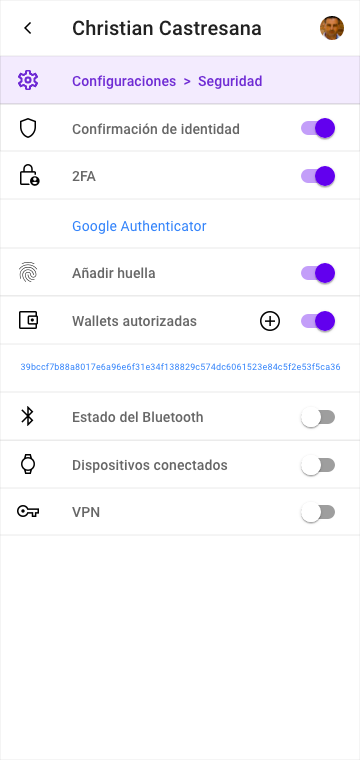 Christian Castresana
Configuraciones > Seguridad
Confirmación de identidad
2FA
Google Authenticator
Añadir huella
Wallets autorizadas
39bccf7b88a8017e6a96e6f31e34f138829c574dc6061523e84c5f2e53f5ca36
Estado del Bluetooth
Dispositivos conectados
VPN